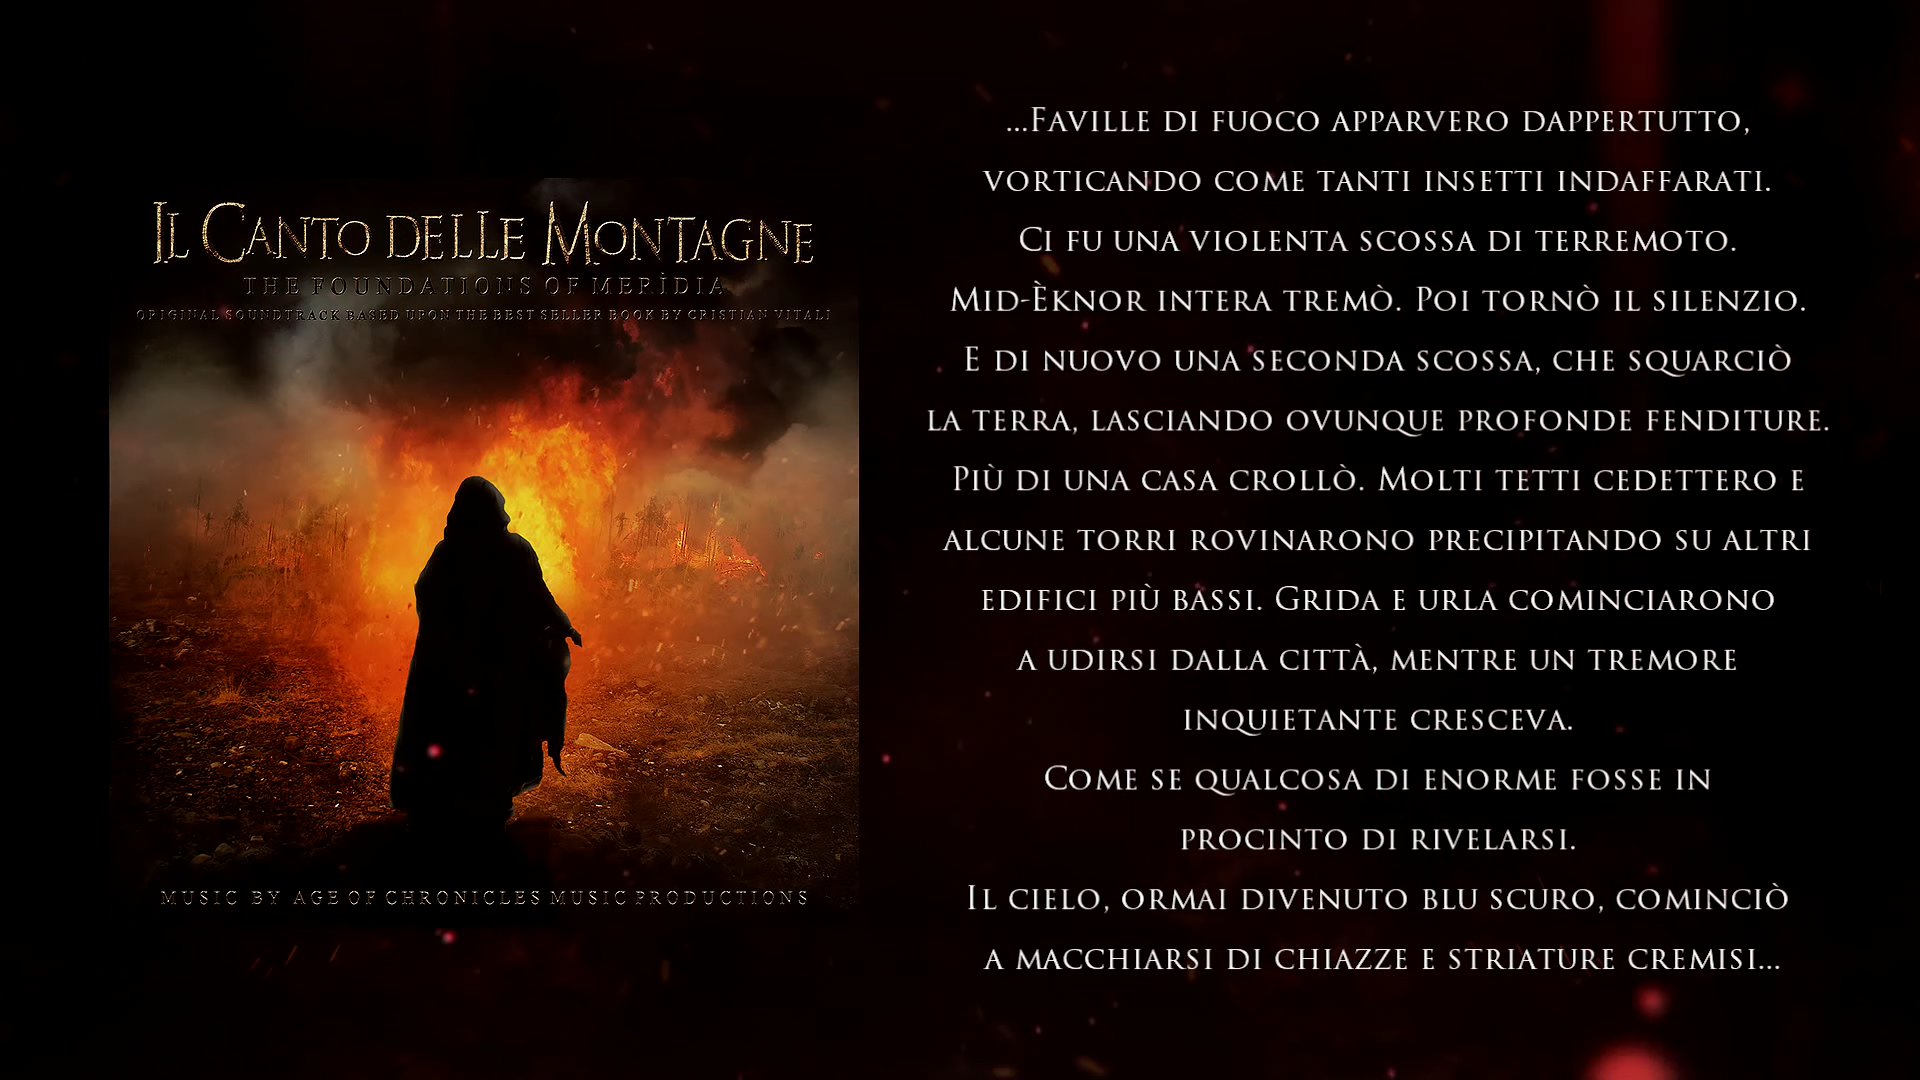 Il Canto delle Montagne
THE FOUNDATIONS OF MERÌDIA
ORIGINAL SOUNDTRACK BASED UPON THE BEST SELLER BOOK BY CRISTIAN VITALI
MUSIC BY AGE OF CHRONICLES MUSIC PRODUCTIONS
...Faville di fuoco apparvero dappertutto,
vorticando come tanti insetti indaffarati.
Ci fu una violenta scossa di terremoto.
Mid-Èknor intera tremò. Poi tornò il silenzio.
E di nuovo una seconda scossa, che squarciò
la terra, lasciando ovunque profonde fenditure.
Più di una casa crollò. Molti tetti cedettero e
alcune torri rovinarono precipitando su altri
edifici più bassi. Grida e urla cominciarono
a udirsi dalla città, mentre un tremore
inquietante cresceva.
Come se qualcosa di enorme fosse in
procinto di rivelarsi.
Il cielo, ormai divenuto blu scuro, cominciò
a macchiarsi di chiazze e striature cremisi...